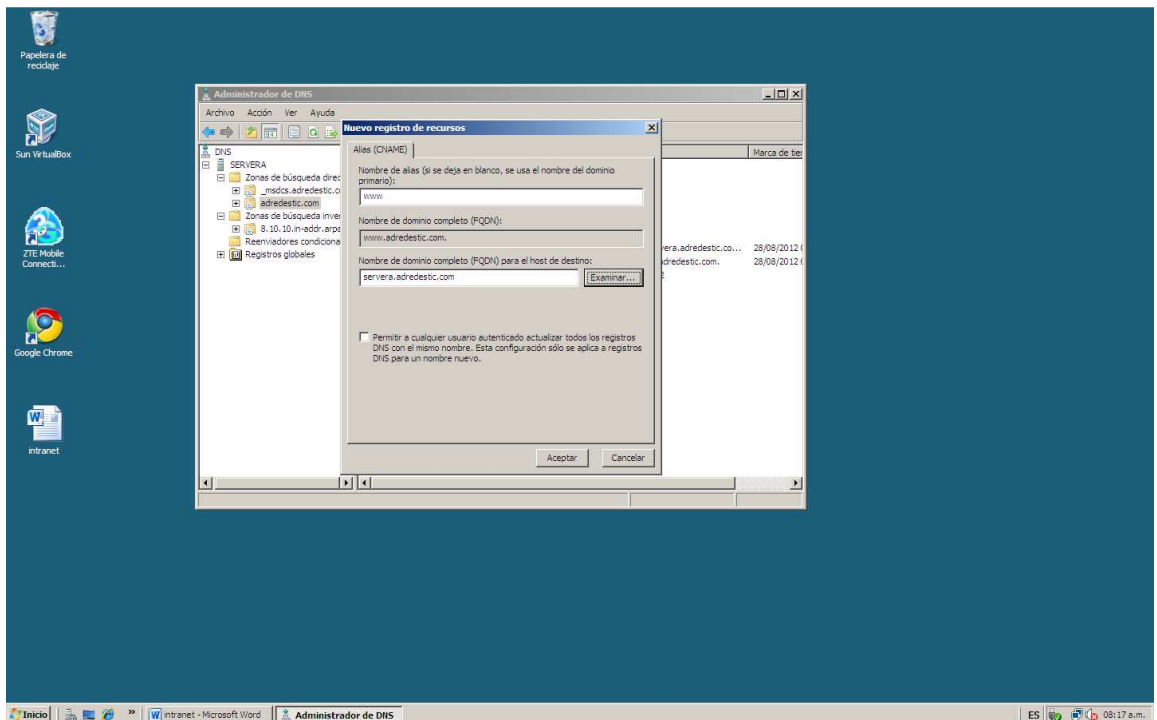 Papelera de
reciclaje
Sun VirtualBox
ZTE Mobile
Connecti...
Google Chrome
intranet
Administrador de DNS
Archivo Acción Ver Ayuda
DNS
SERVERA
Zonas de búsqueda direc
_msdcs.adredestic.c
adredestic.com
Zonas de búsqueda inver
8.10.10.in-addr.arpa
Reenviadores condiciona
Registros globales
Marca de tie
vera.adredestic.co... 28/08/2012
adredestic.com. 28/08/2012
2
Nuevo registro de recursos
Alias (CNAME)
Nombre de alias (si se deja en blanco, se usa el nombre del dominio
primario):
www
Nombre de dominio completo (FQDN):
www.adredestic.com.
Nombre de dominio completo (FQDN) para el host de destino:
servera.adredestic.com Examinar...
Permitir a cualquier usuario autenticado actualizar todos los registros
DNS con el mismo nombre. Esta configuración sólo se aplica a registros
DNS para un nombre nuevo.
Aceptar Cancelar
Inicio » intranet - Microsoft Word Administrador de DNS ES 08:17 a.m.